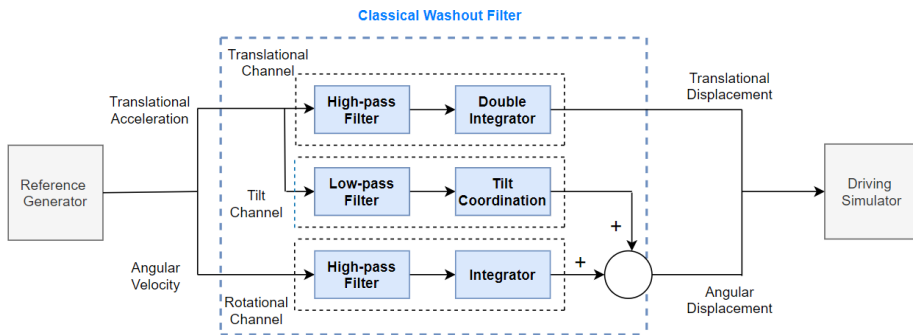 Classical Washout Filter
Translational
Channel
Translational
Acceleration
High-pass
Filter
Double
Integrator
Translational
Displacement
Reference
Generator
Tilt
Channel
Low-pass
Filter
Tilt
Coordination
Driving
Simulator
+
+
Angular
Velocity
Rotational
Channel
High-pass
Filter
Integrator
Angular
Displacement